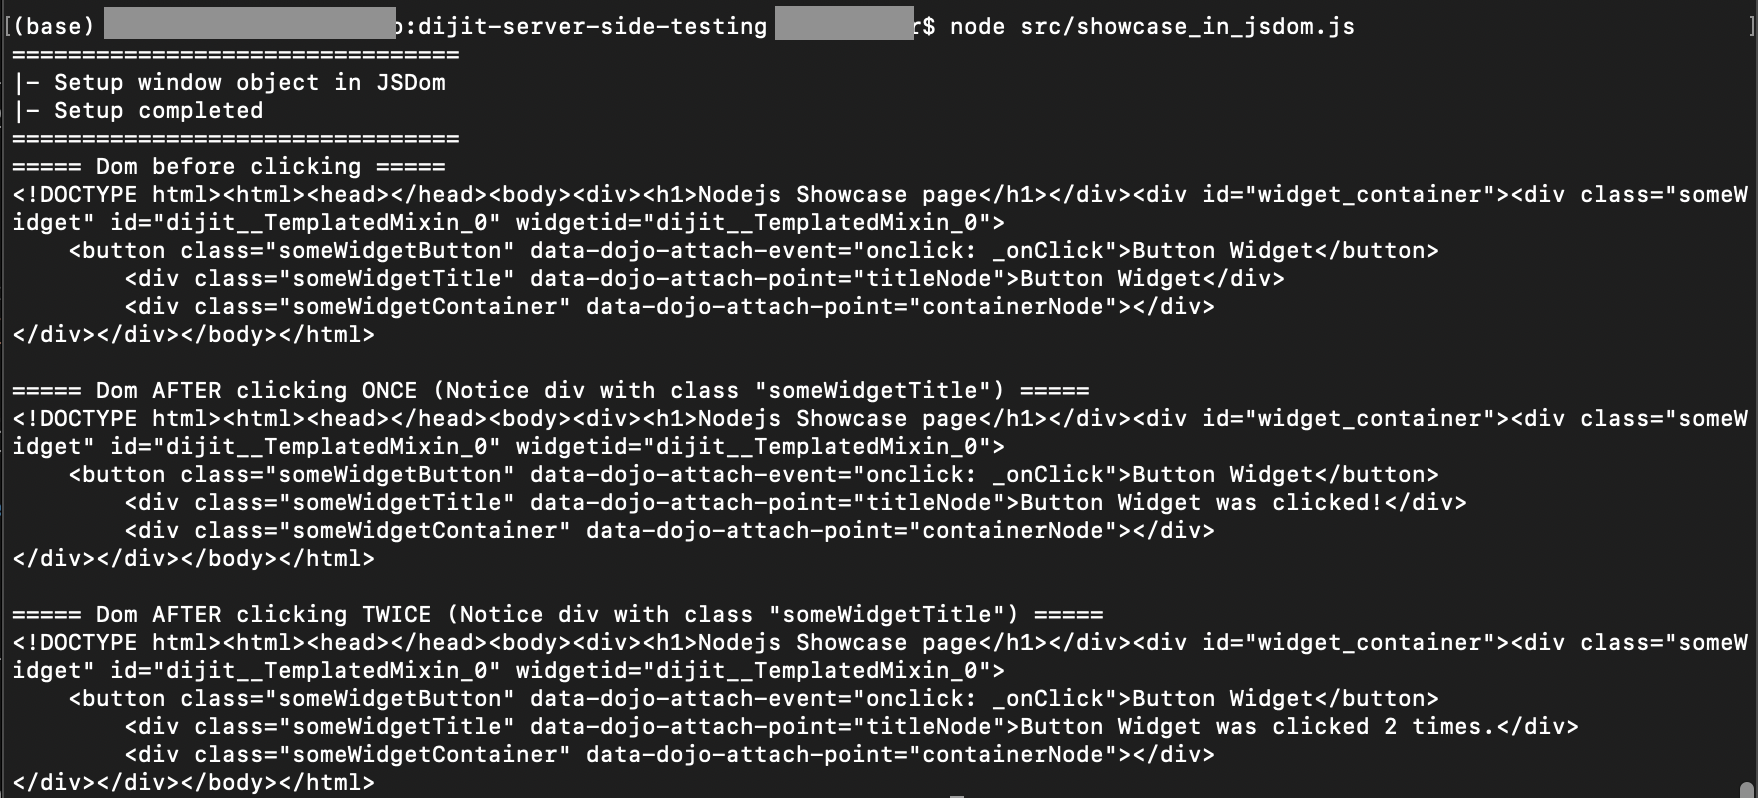 (base) :dijit-server-side-testing $ node src/showcase_in_jsdom.js
================================
|- Setup window object in JSDom
|- Setup completed
================================
===== Dom before clicking =====
<!DOCTYPE html><html><head></head><body><div><h1>Nodejs Showcase page</h1></div><div id="widget_container"><div class="someW
idget" id="dijit__TemplatedMixin_0" widgetid="dijit__TemplatedMixin_0">
    <button class="someWidgetButton" data-dojo-attach-event="onclick: _onClick">Button Widget</button>
        <div class="someWidgetTitle" data-dojo-attach-point="titleNode">Button Widget</div>
        <div class="someWidgetContainer" data-dojo-attach-point="containerNode"></div>
</div></div></body></html>

===== Dom AFTER clicking ONCE (Notice div with class "someWidgetTitle") =====
<!DOCTYPE html><html><head></head><body><div><h1>Nodejs Showcase page</h1></div><div id="widget_container"><div class="someW
idget" id="dijit__TemplatedMixin_0" widgetid="dijit__TemplatedMixin_0">
    <button class="someWidgetButton" data-dojo-attach-event="onclick: _onClick">Button Widget</button>
        <div class="someWidgetTitle" data-dojo-attach-point="titleNode">Button Widget was clicked!</div>
        <div class="someWidgetContainer" data-dojo-attach-point="containerNode"></div>
</div></div></body></html>

===== Dom AFTER clicking TWICE (Notice div with class "someWidgetTitle") =====
<!DOCTYPE html><html><head></head><body><div><h1>Nodejs Showcase page</h1></div><div id="widget_container"><div class="someW
idget" id="dijit__TemplatedMixin_0" widgetid="dijit__TemplatedMixin_0">
    <button class="someWidgetButton" data-dojo-attach-event="onclick: _onClick">Button Widget</button>
        <div class="someWidgetTitle" data-dojo-attach-point="titleNode">Button Widget was clicked 2 times.</div>
        <div class="someWidgetContainer" data-dojo-attach-point="containerNode"></div>
</div></div></body></html>